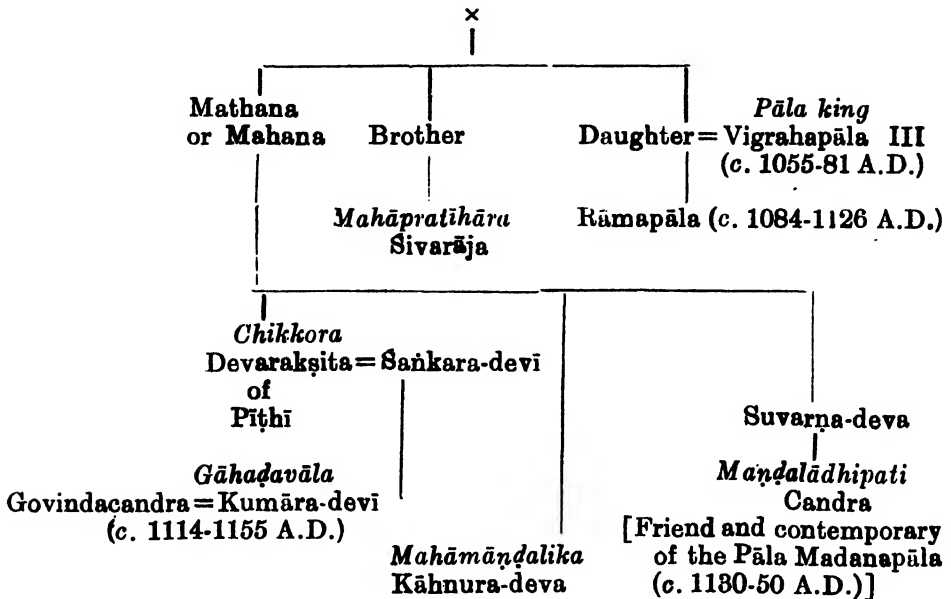 ×
Mathana
or Mahana
Brother
Daughter=
Pāla king
Vigrahapāla III
(c. 1055-81 A.D.)
Mahāpratīhāra
Sivarāja
Rāmapāla (c. 1084-1126 A.D.)
Chikkora
Devarakṣita=Saṅkara-devī
of
Pīṭhī
Suvarṇa-deva
Gāhaḍavāla
Govindacandra=Kumāra-devī
(c. 1114-1155 A.D.)
Maṇḍalādhipati
Candra
[Friend and contemporary
of the Pāla Madanapāla
(c. 1130-50 A.D.)]
Mahāmāṇḍalika
Kāhnura-deva